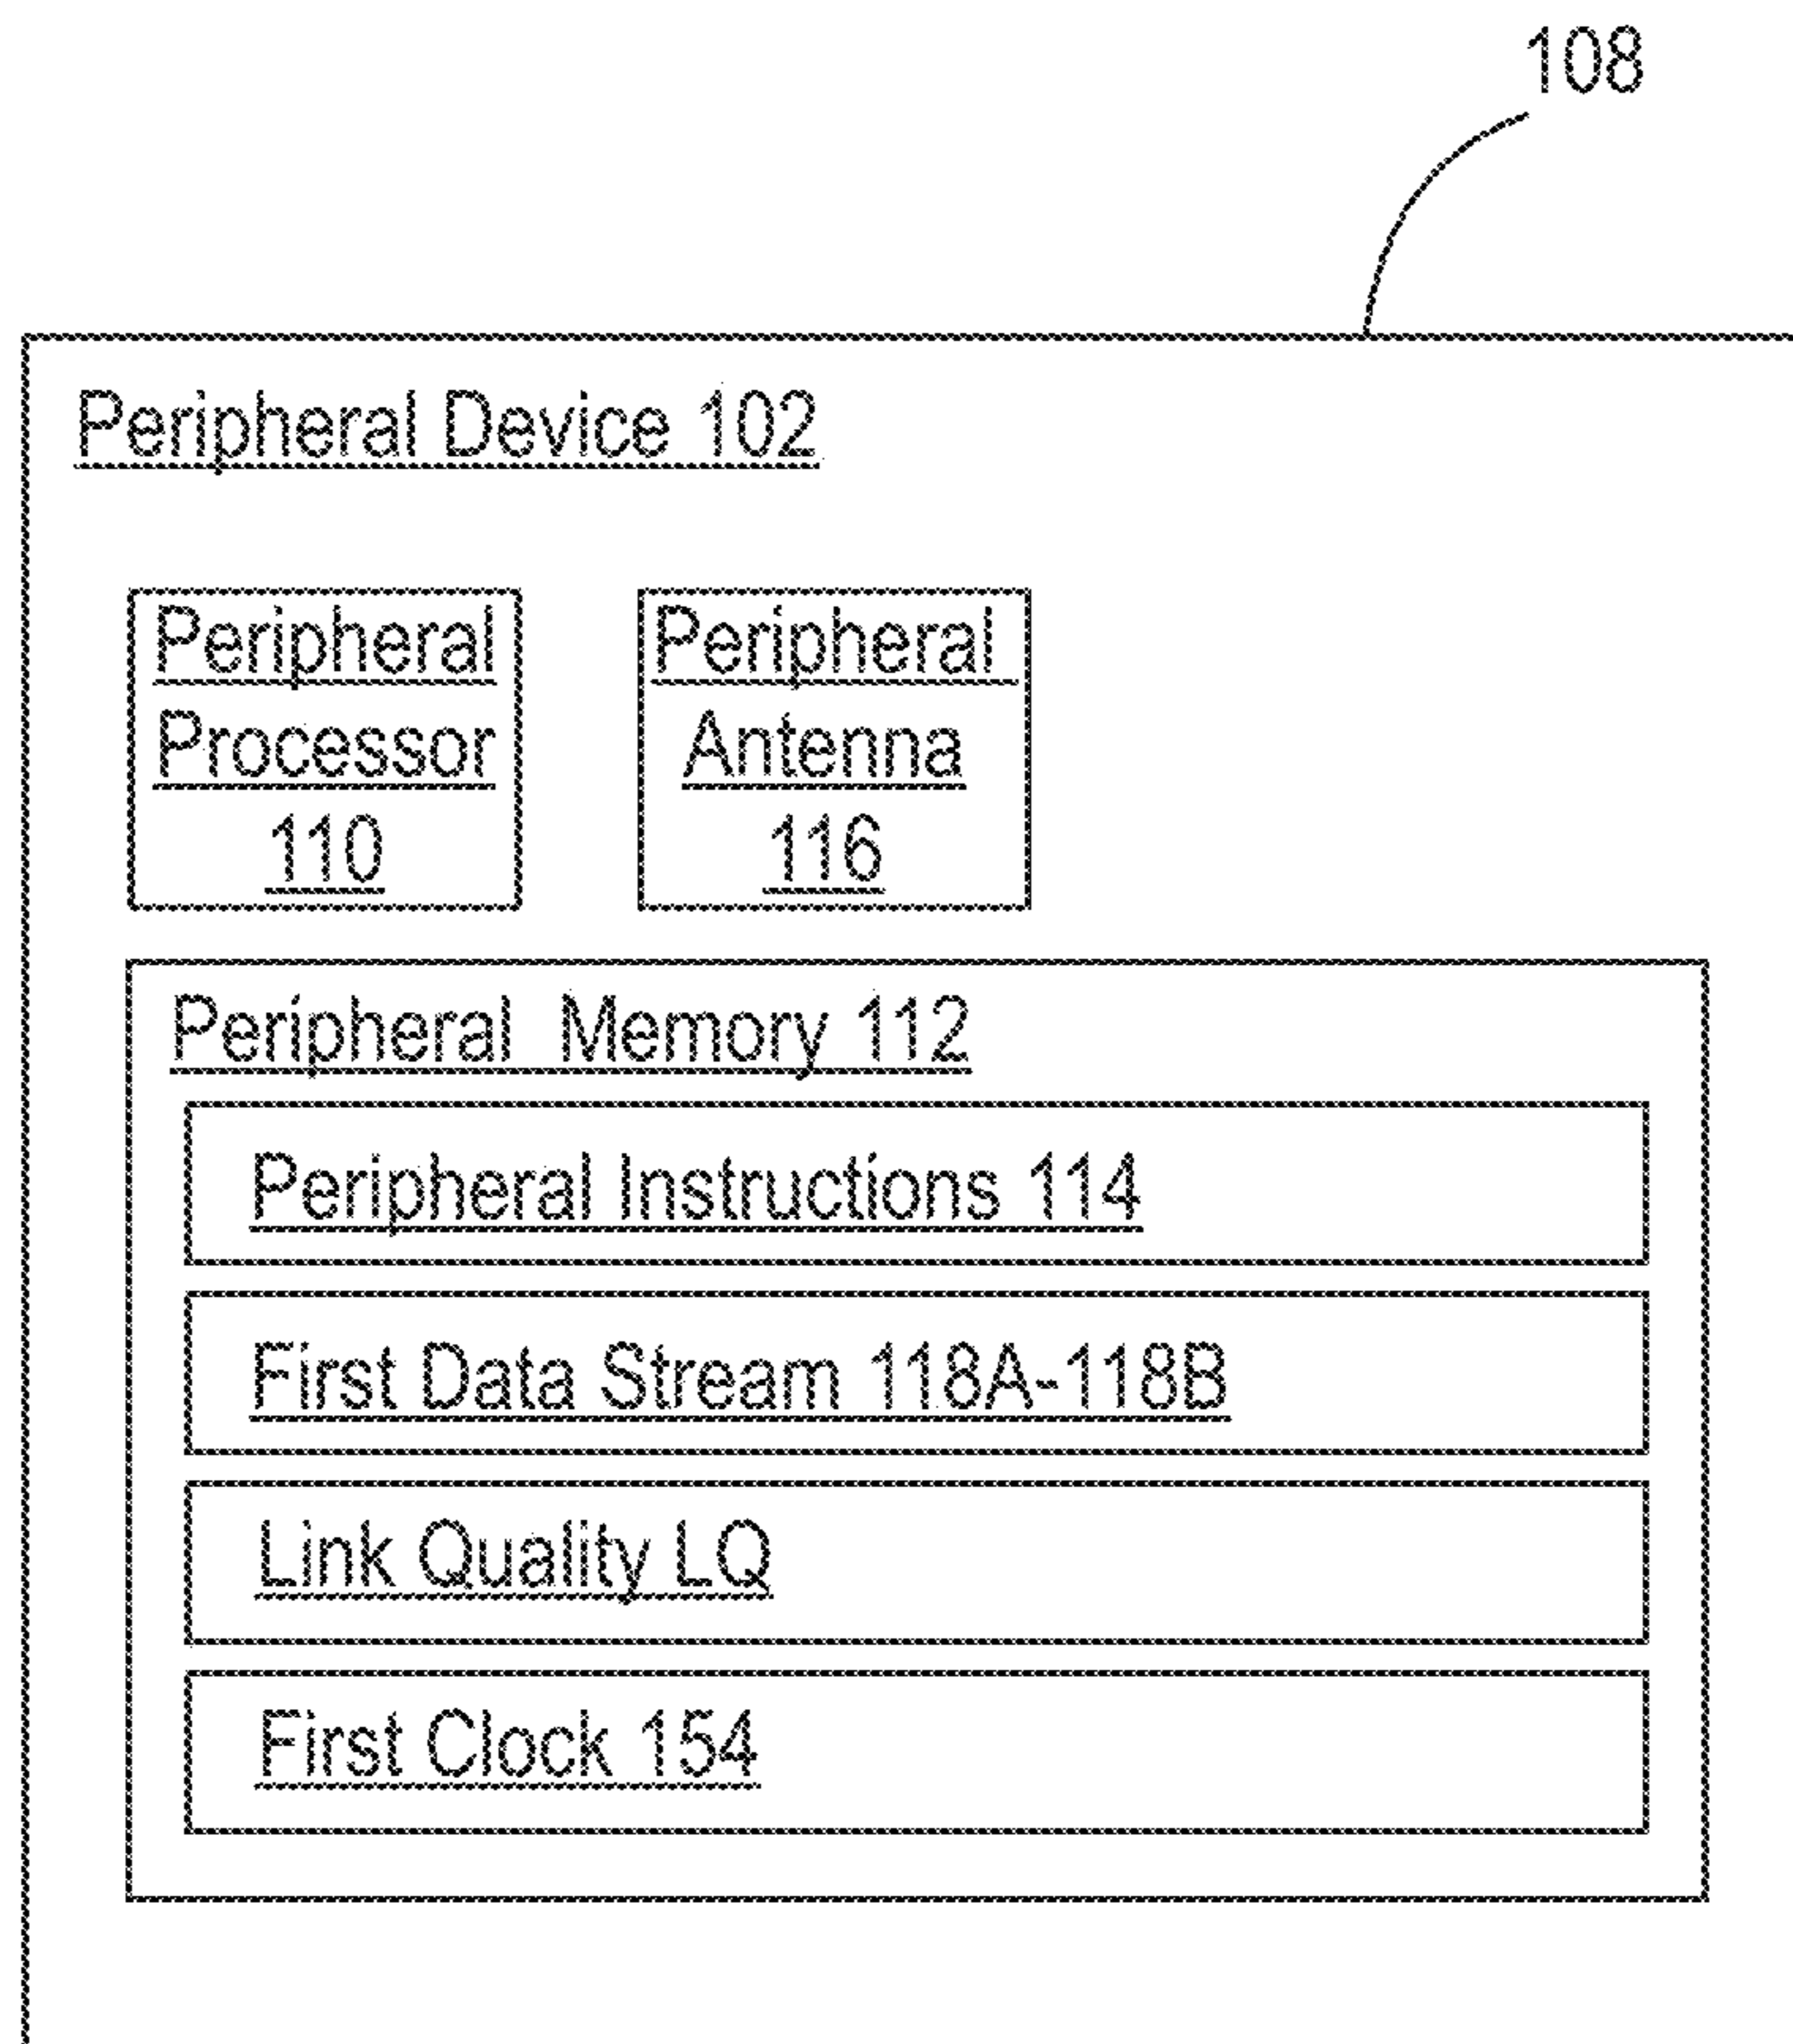 108
Peripheral Device 102
Peripheral
Processor
110
Peripheral
Antenna
116
Peripheral Memory 112
Peripheral Instructions 114
First Data Stream 118A-118B
Link Quality LQ
First Clock 154